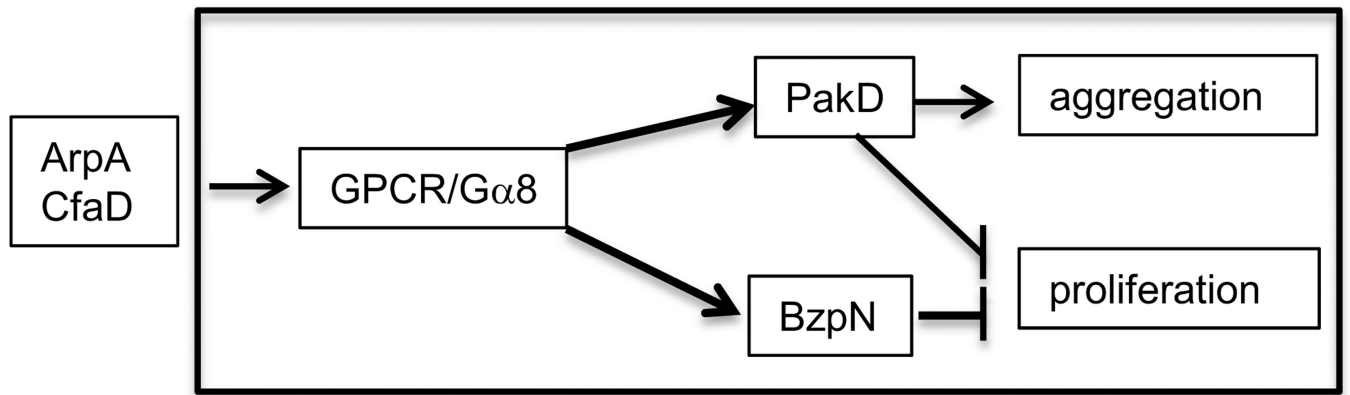 ArpA
CfaD
GPCR/Gα8
PakD
aggregation
BzpN
proliferation